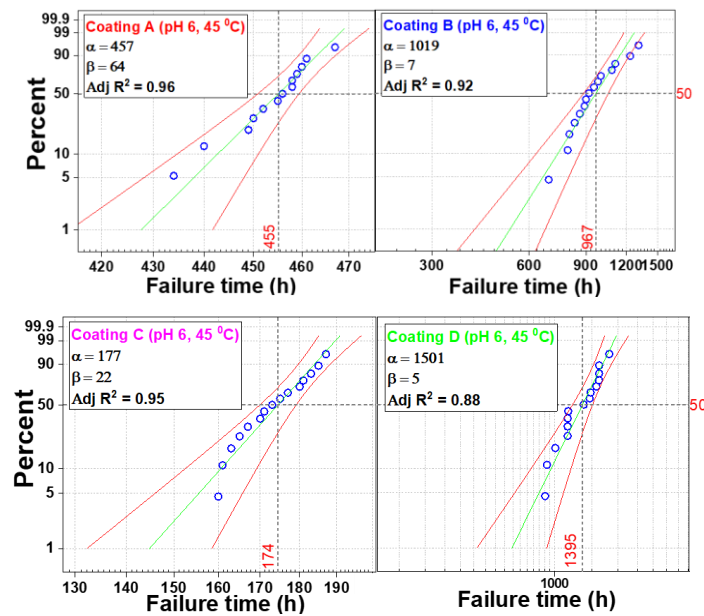 Coating A (pH 6, 45 ⁰C)
α = 457
β = 64
Adj R² = 0.96
99.9
99
90
50
10
5
1
Percent
455
420 430 440 450 460 470
Failure time (h)
Coating B (pH 6, 45 ⁰C)
α = 1019
β = 7
Adj R² = 0.92
50
967
300 600 900 1200 1500
Failure time (h)
Coating C (pH 6, 45 ⁰C)
α = 177
β = 22
Adj R² = 0.95
99.9
99
90
50
10
5
1
Percent
174
130 140 150 160 170 180 190
Failure time (h)
Coating D (pH 6, 45 ⁰C)
α = 1501
β = 5
Adj R² = 0.88
50
1395
1000
Failure time (h)